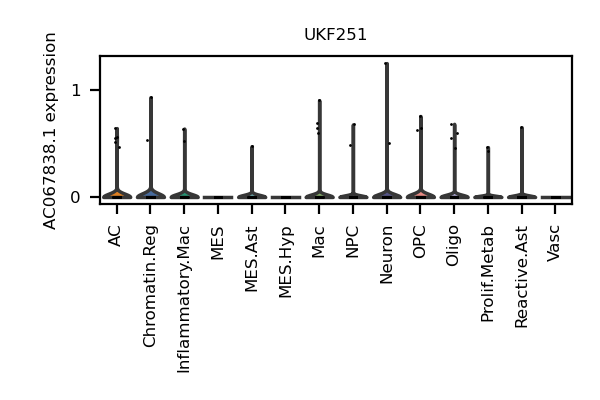 UKF251
AC067838.1 expression
1
0
AC
Chromatin.Reg
Inflammatory.Mac
MES
MES.Ast
MES.Hyp
Mac
NPC
Neuron
OPC
Oligo
Prolif.Metab
Reactive.Ast
Vasc